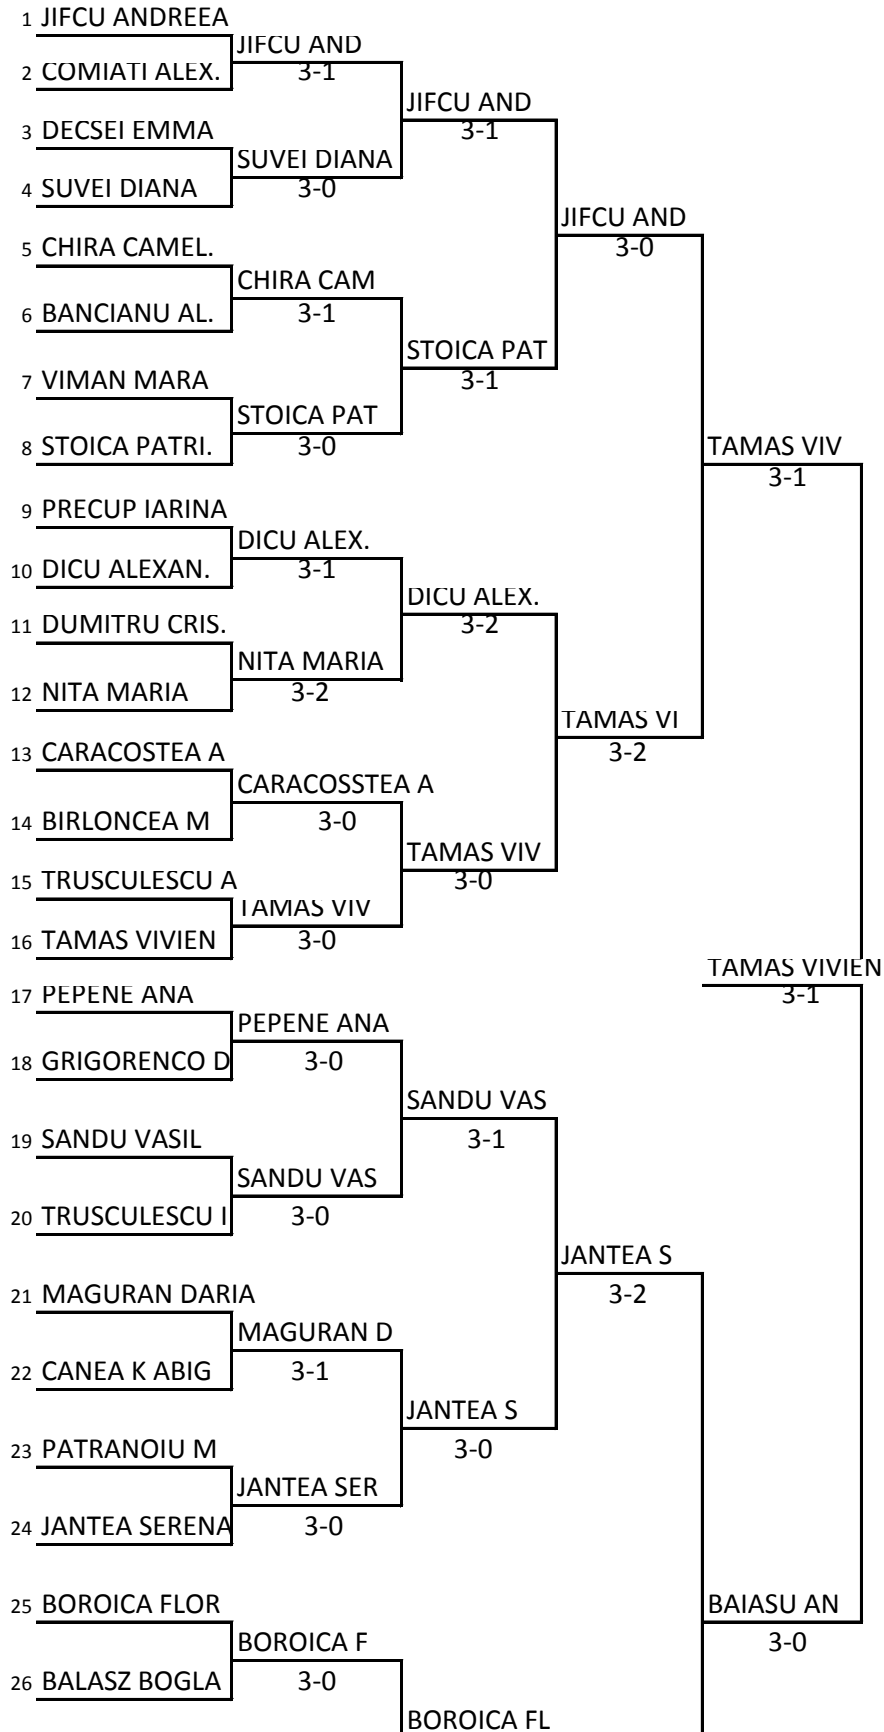 1 JIFCU ANDREEA
JIFCU AND
2 COMIATI ALEX.
3-1
JIFCU AND
3 DECSEI EMMA
3-1
SUVEI DIANA
4 SUVEI DIANA
3-0
JIFCU AND
3-0
5 CHIRA CAMEL.
CHIRA CAM
6 BANCIANU AL.
3-1
STOICA PAT
7 VIMAN MARA
3-1
STOICA PAT
8 STOICA PATRI.
3-0
TAMAS VIV
3-1
9 PRECUP IARINA
DICU ALEX.
10 DICU ALEXAN.
3-1
DICU ALEX.
11 DUMITRU CRIS.
3-2
NITA MARIA
12 NITA MARIA
3-2
TAMAS VI
3-2
13 CARACOSTEA A
CARACOSSTEA A
14 BIRLONCEA M
3-0
TAMAS VIV
15 TRUSCULESCU A
3-0
TAMAS VIV
16 TAMAS VIVIEN
3-0
TAMAS VIVIEN
3-1
17 PEPENE ANA
PEPENE ANA
18 GRIGORENCO D
3-0
SANDU VAS
19 SANDU VASIL
3-1
SANDU VAS
20 TRUSCULESCU I
3-0
JANTEA S
3-2
21 MAGURAN DARIA
MAGURAN D
22 CANEA K ABIG
3-1
JANTEA S
23 PATRANOIU M
3-0
JANTEA SER
24 JANTEA SERENA
3-0
25 BOROICA FLOR
BAIASU AN
3-0
BOROICA F
26 BALASZ BOGLA
3-0
BOROICA FL